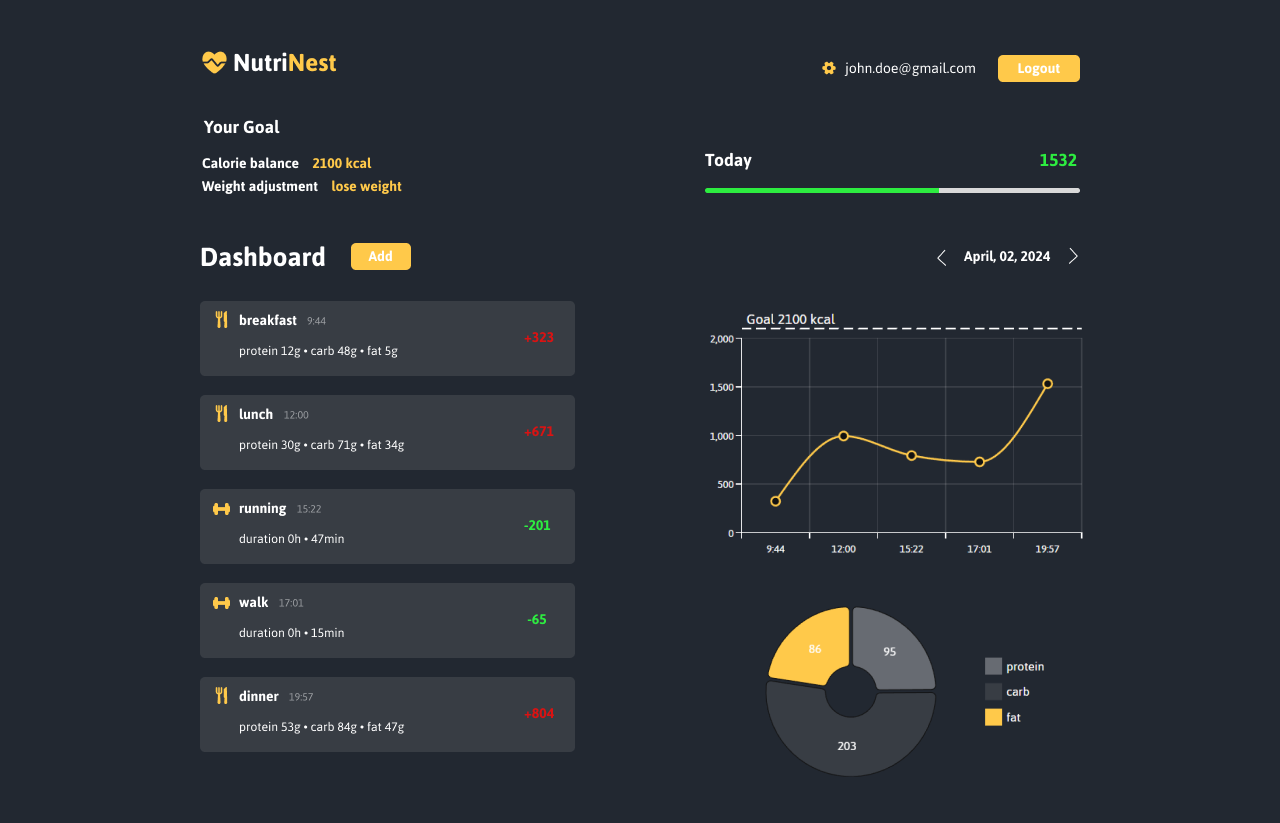 NutriNest
john.doe@gmail.com
Logout
Your Goal
Calorie balance 2100 kcal
Weight adjustment lose weight
Today 1532
Dashboard
Add
April, 02, 2024
breakfast 9:44
+323
protein 12g • carb 48g • fat 5g
lunch 12:00
+671
protein 30g • carb 71g • fat 34g
running 15:22
-201
duration 0h • 47min
walk 17:01
-65
duration 0h • 15min
dinner 19:57
+804
protein 53g • carb 84g • fat 47g
Goal 2100 kcal
2,000
1,500
1,000
500
0
9:44 12:00 15:22 17:01 19:57
86 95
203
protein
carb
fat